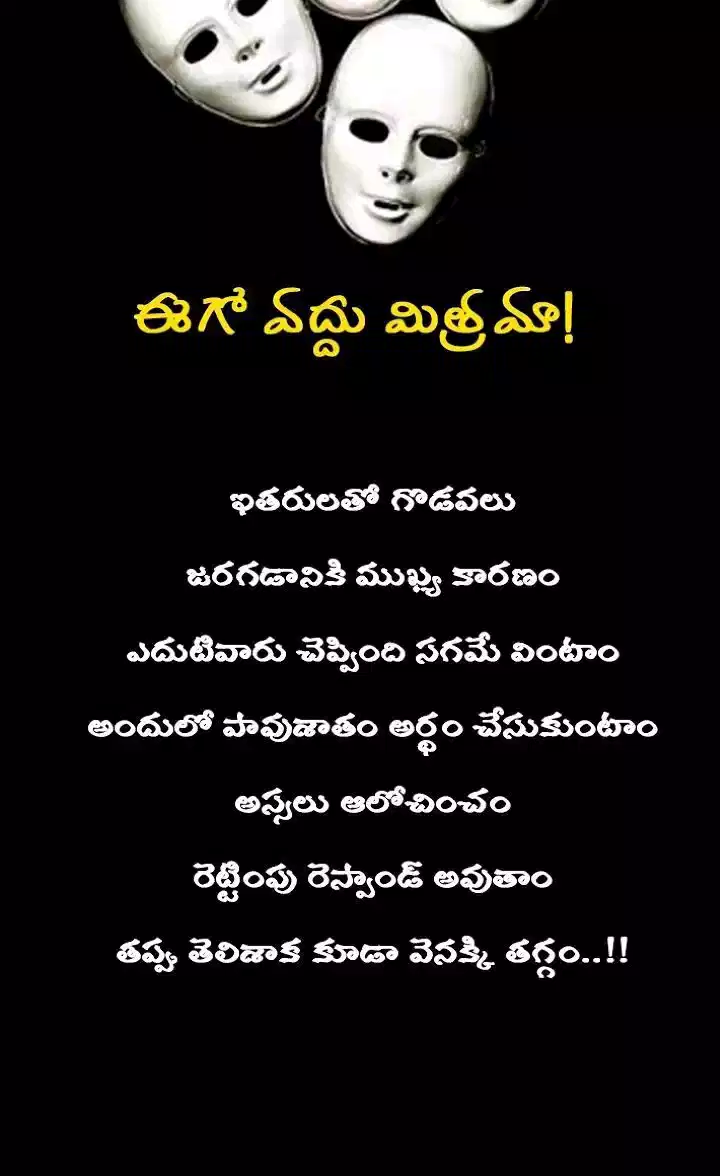 ఈగో వద్దు మిత్రమా!
ఇతరులతో గొడవలు
జరగడానికి ముఖ్య కారణం
ఎదుటివారు చెప్పింది సగమే వింటాం
అందులో పావుశాతం అర్థం చేసుకుంటాం
అస్సలు ఆలోచించం
రెట్టింపు రెస్పాండ్ అవుతాం
తప్పు తెలిశాక కూడా వెనక్కి తగ్గం..!!